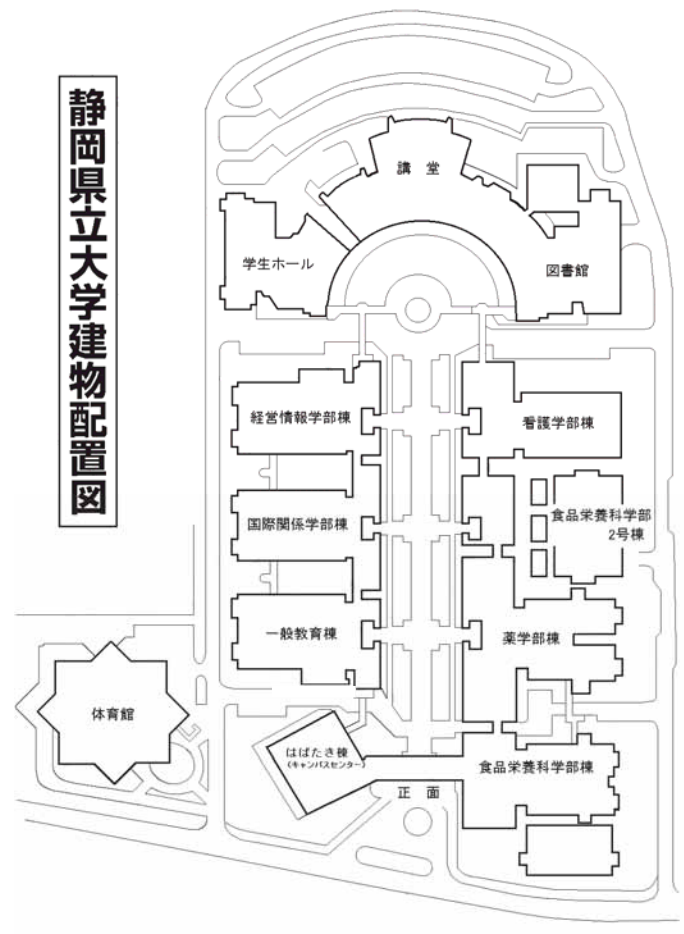 静岡県立大学建物配置図
講堂
学生ホール
図書館
経営情報学部棟
看護学部棟
国際関係学部棟
食品栄養科学部
2号棟
一般教育棟
薬学部棟
体育館
はばたき棟
(キャンパスセンター)
食品栄養科学部棟
正面